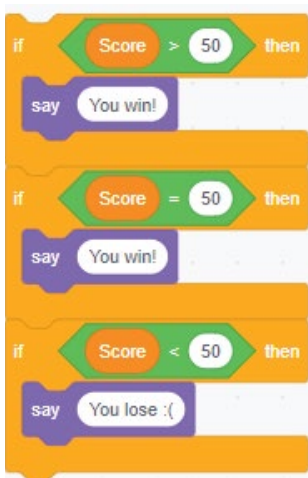 if Score > 50 then
say You win!
if Score = 50 then
say You win!
if Score < 50 then
say You lose :(